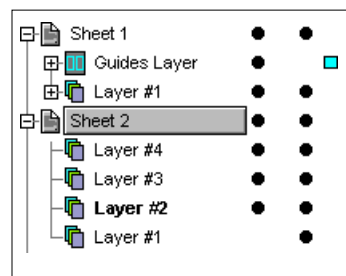 Sheet 1
Guides Layer
Layer #1
Sheet 2
Layer #4
Layer #3
Layer #2
Layer #1